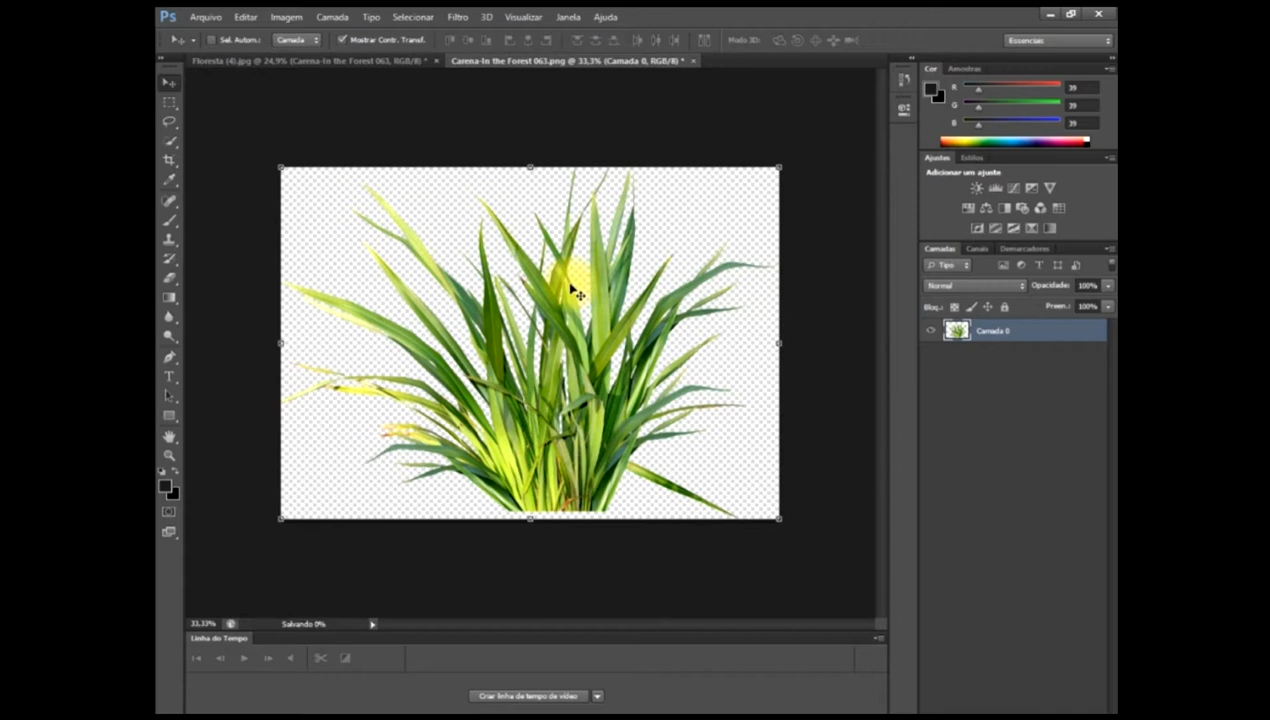 Ps Arquivo Editar Imagem Camada Tipo Selecionar Filtro 3D Visualizar Janela Ajuda
Sel. Autom.: Camada Mostrar Contr. Transf. Modo 3D: Essenciais
Floresta (4).jpg @ 24,9% (Carena-In the Forest 063, RGB/8) * × Carena-In the Forest 063.png @ 33,3% (Camada 0, RGB/8) * ×
Cor Amostras
R 39
G 39
B 39
Ajustes Estilos
Adicionar um ajuste
Camadas Canais Demarcadores
Tipo
Normal Opacidade: 100%
Bloq.: Preen.: 100%
Camada 0
33,33% Salvando 0%
Linha do Tempo
Criar linha de tempo de vídeo